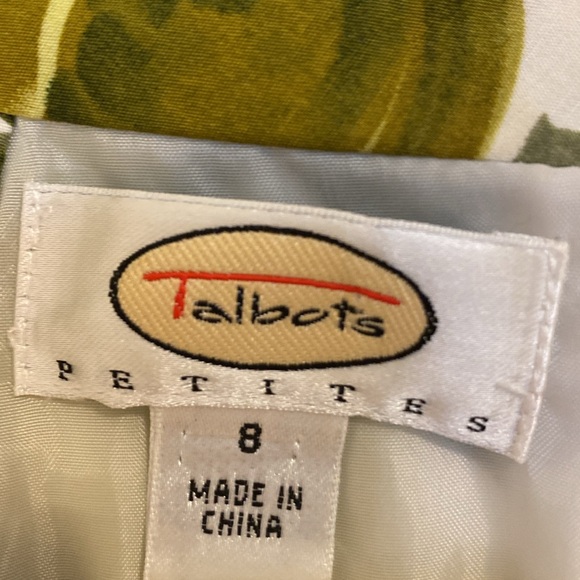 Talbots
PETITES
8
MADE IN
CHINA